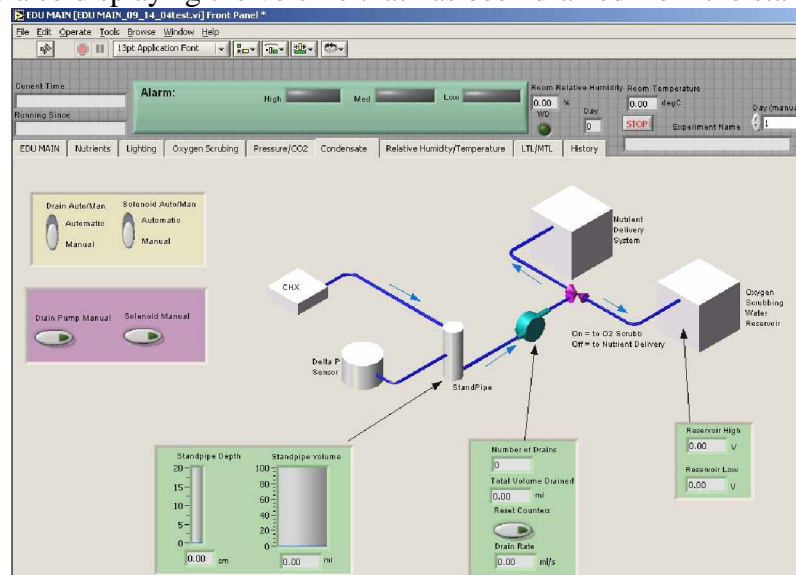 EDU MAIN [EDU MAIN_09_14_04test.vi] Front Panel *
File Edit Operate Tools Browse Window Help
13pt Application Font
Current Time
Running Since
Alarm:
High
Med
Low
Room Relative Humidity
0.00 %
WD
Day
0
Room Temperature
0.00 degC
STOP
Experiment Name
Day (manu
1
EDU MAIN Nutrients Lighting Oxygen Scrubing Pressure/CO2 Condensate Relative Humidity/Temperature LTL/MTL History
Drain Auto/Man
Automatic
Manual
Solenoid Auto/Man
Automatic
Manual
Drain Pump Manual
Solenoid Manual
CHX
Delta P
Sensor
StandPipe
Nutrient
Delivery
System
Oxygen
Scrubbing
Water
Reservoir
On = to O2 Scrubb
Off = to Nutrient Delivery
Standpipe Depth
20
15
10
5
0
0.00 cm
Standpipe volume
100
80
60
40
20
0
0.00 ml
Number of Drains
0
Total Volume Drained
0.00 ml
Reset Counters
Drain Rate
0.00 ml/s
Reservoir High
0.00 V
Reservoir Low
0.00 V